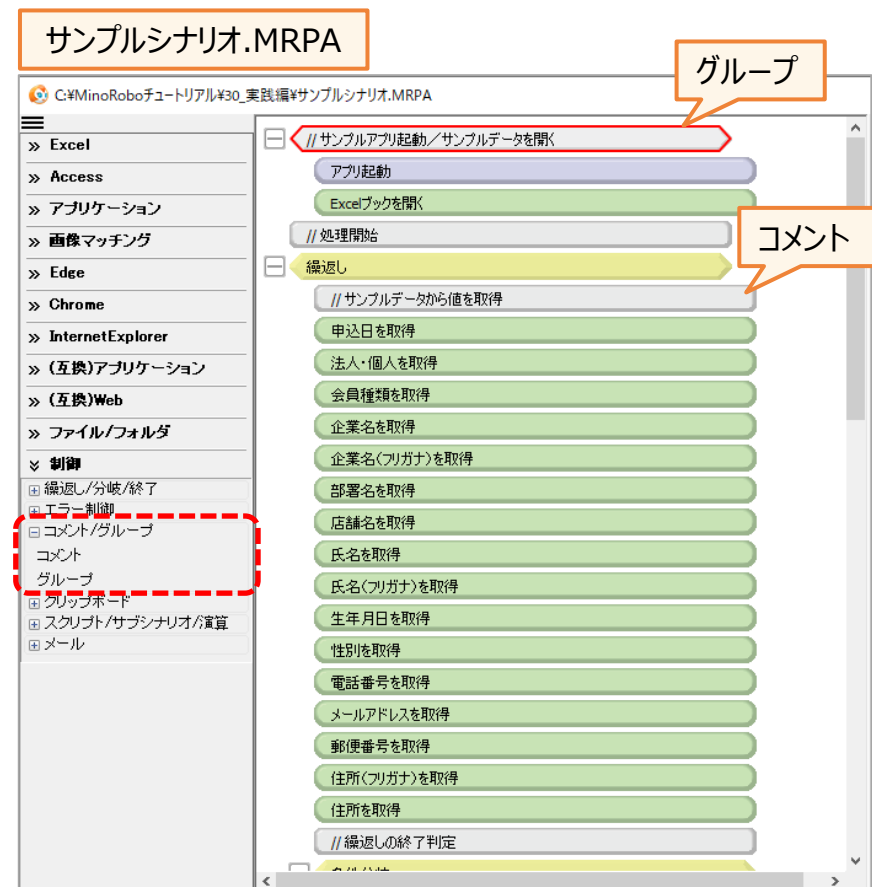 サンプルシナリオ.MRPA
グループ
C:¥MinoRoboチュートリアル¥30_実践編¥サンプルシナリオ.MRPA
» Excel
» Access
» アプリケーション
» 画像マッチング
» Edge
» Chrome
» InternetExplorer
» (互換)アプリケーション
» (互換)Web
» ファイル/フォルダ
制御
繰返し/分岐/終了
エラー制御
コメント/グループ
コメント
グループ
クリップボード
スクリプト/サブシナリオ/演算
メール
// サンプルアプリ起動／サンプルデータを開く
アプリ起動
Excelブックを開く
// 処理開始
コメント
繰返し
// サンプルデータから値を取得
申込日を取得
法人・個人を取得
会員種類を取得
企業名を取得
企業名(フリガナ)を取得
部署名を取得
店舗名を取得
氏名を取得
氏名(フリガナ)を取得
生年月日を取得
性別を取得
電話番号を取得
メールアドレスを取得
郵便番号を取得
住所(フリガナ)を取得
住所を取得
// 繰返しの終了判定